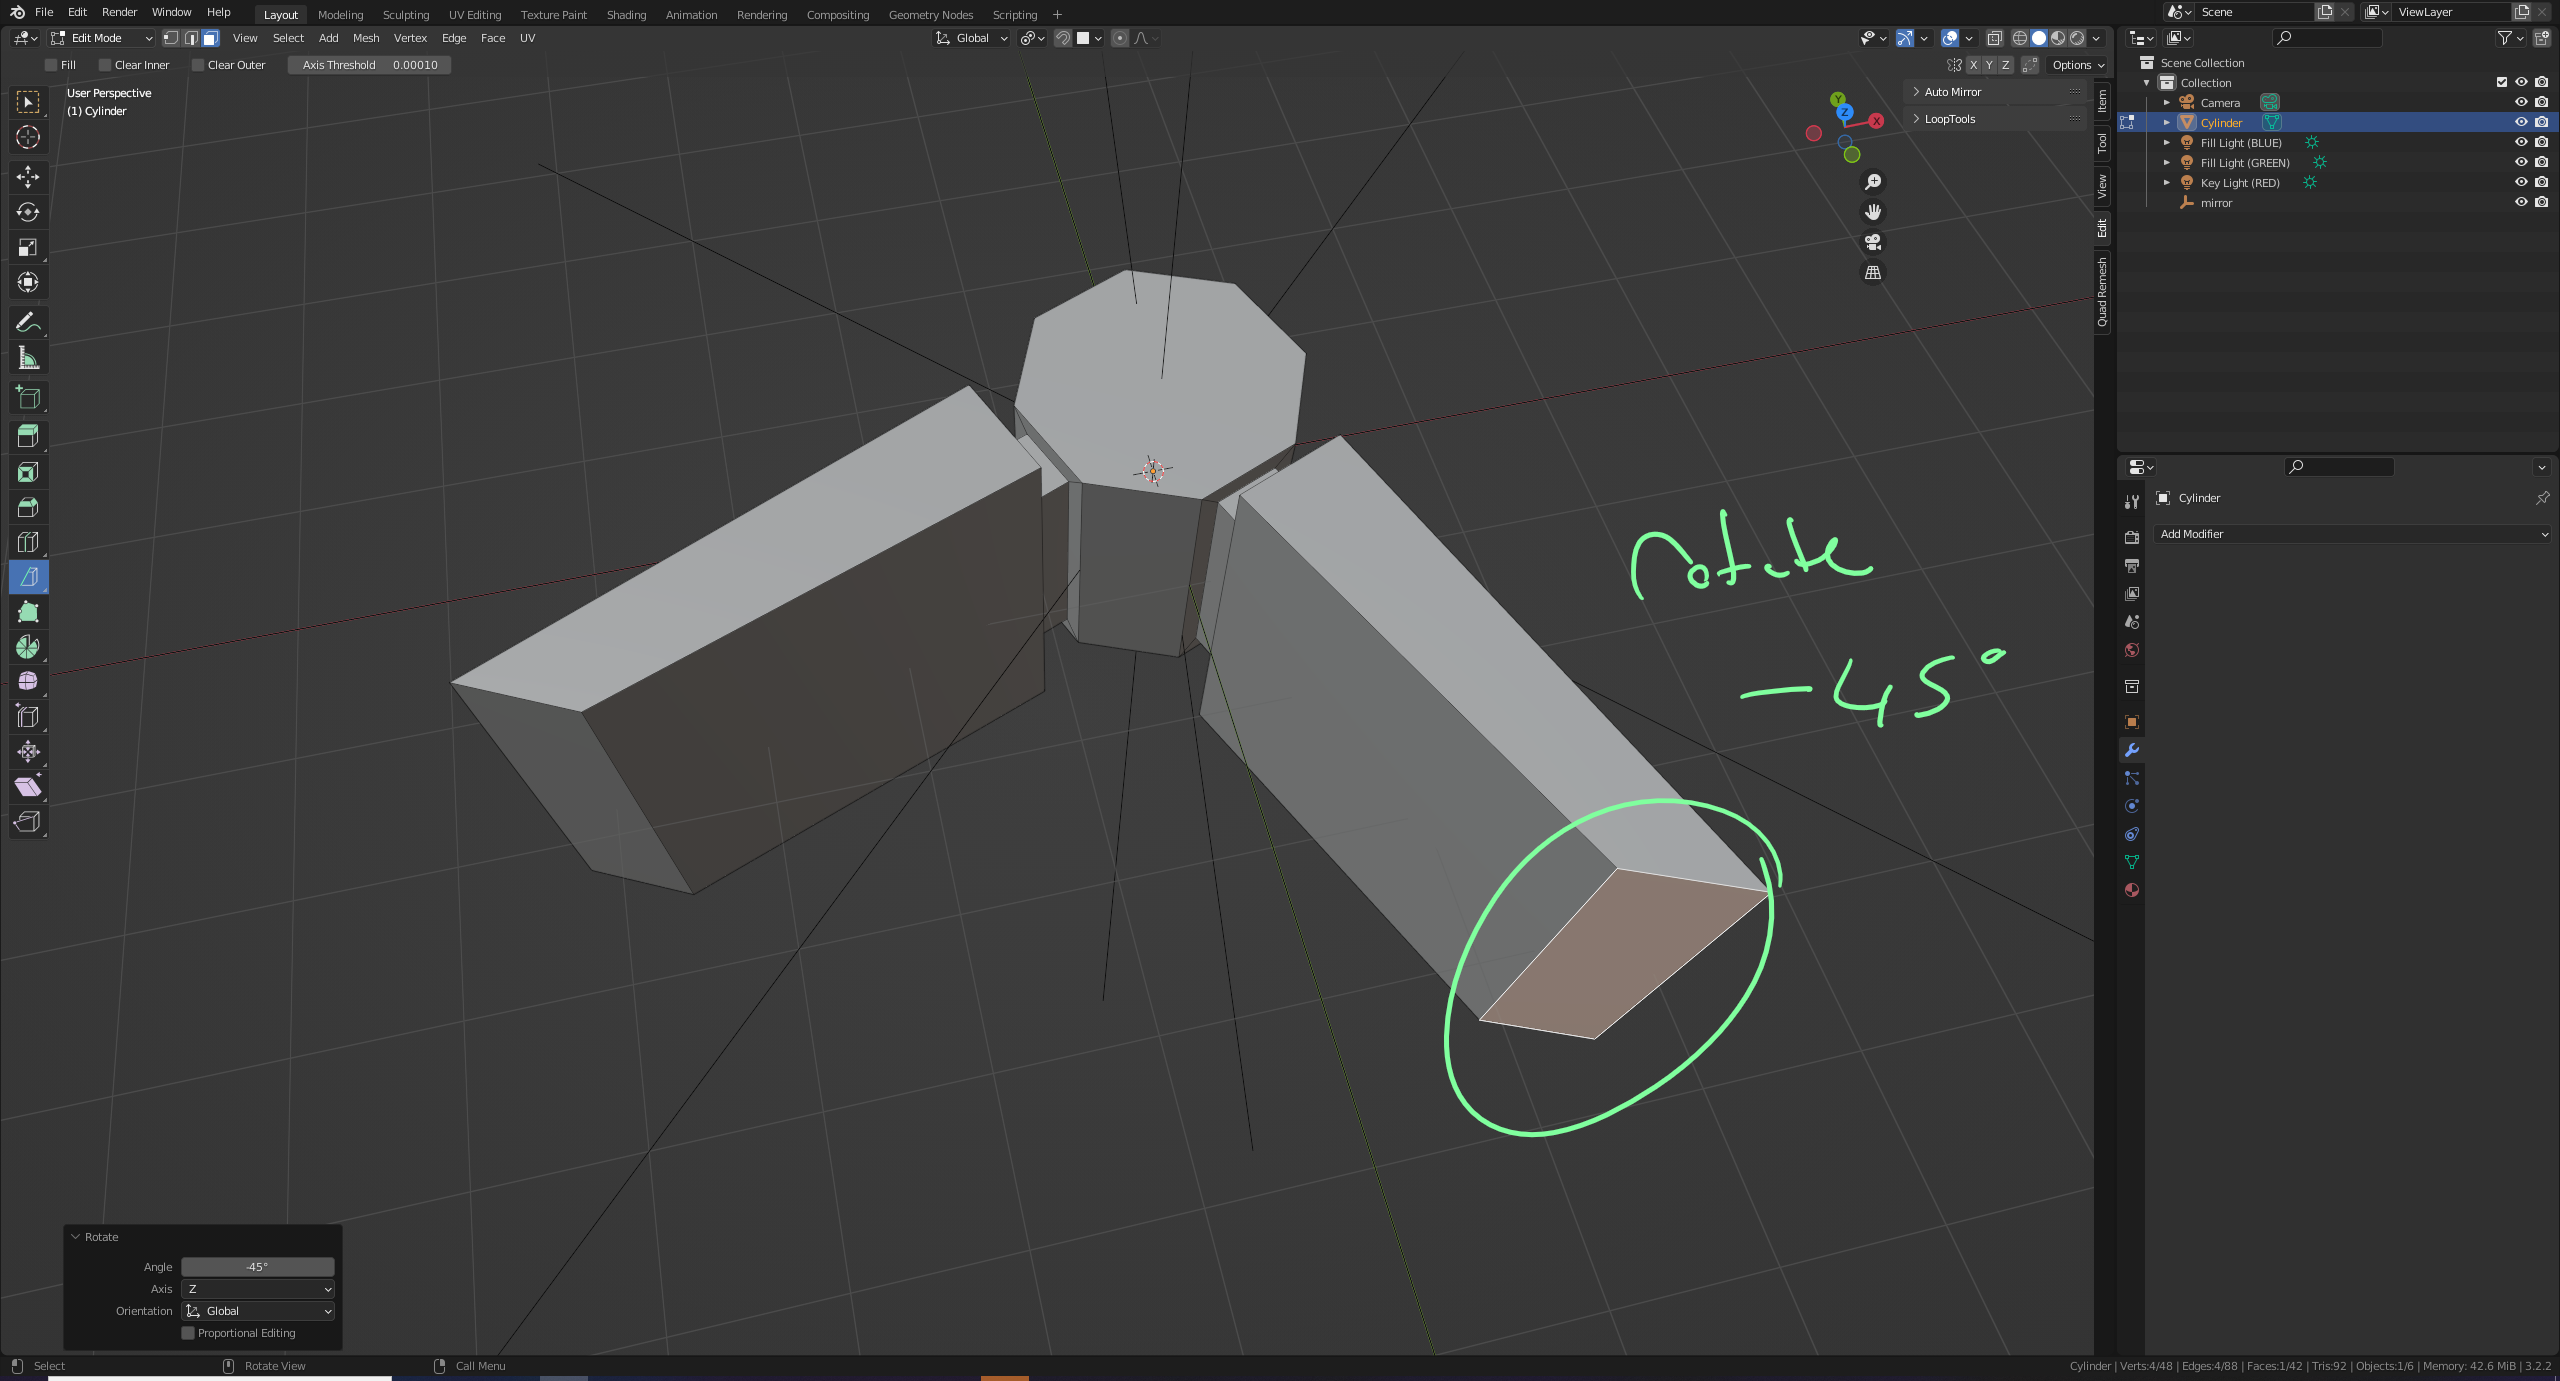 File Edit Render Window Help Layout Modeling Sculpting UV Editing Texture Paint Shading Animation Rendering Compositing Geometry Nodes Scripting + Scene ViewLayer
Edit Mode View Select Add Mesh Vertex Edge Face UV Global
Fill Clear Inner Clear Outer Axis Threshold 0.00010 X Y Z Options
User Perspective
(1) Cylinder
Auto Mirror
LoopTools
Y
Z
X
Item
Tool
View
Edit
Quad Remesh
Scene Collection
Collection
Camera
Cylinder
Fill Light (BLUE)
Fill Light (GREEN)
Key Light (RED)
mirror
Cylinder
Add Modifier
rotate
-45°
Rotate
Angle -45°
Axis Z
Orientation Global
Proportional Editing
Select Rotate View Call Menu
Cylinder | Verts:4/48 | Edges:4/88 | Faces:1/42 | Tris:92 | Objects:1/6 | Memory: 42.6 MiB | 3.2.2